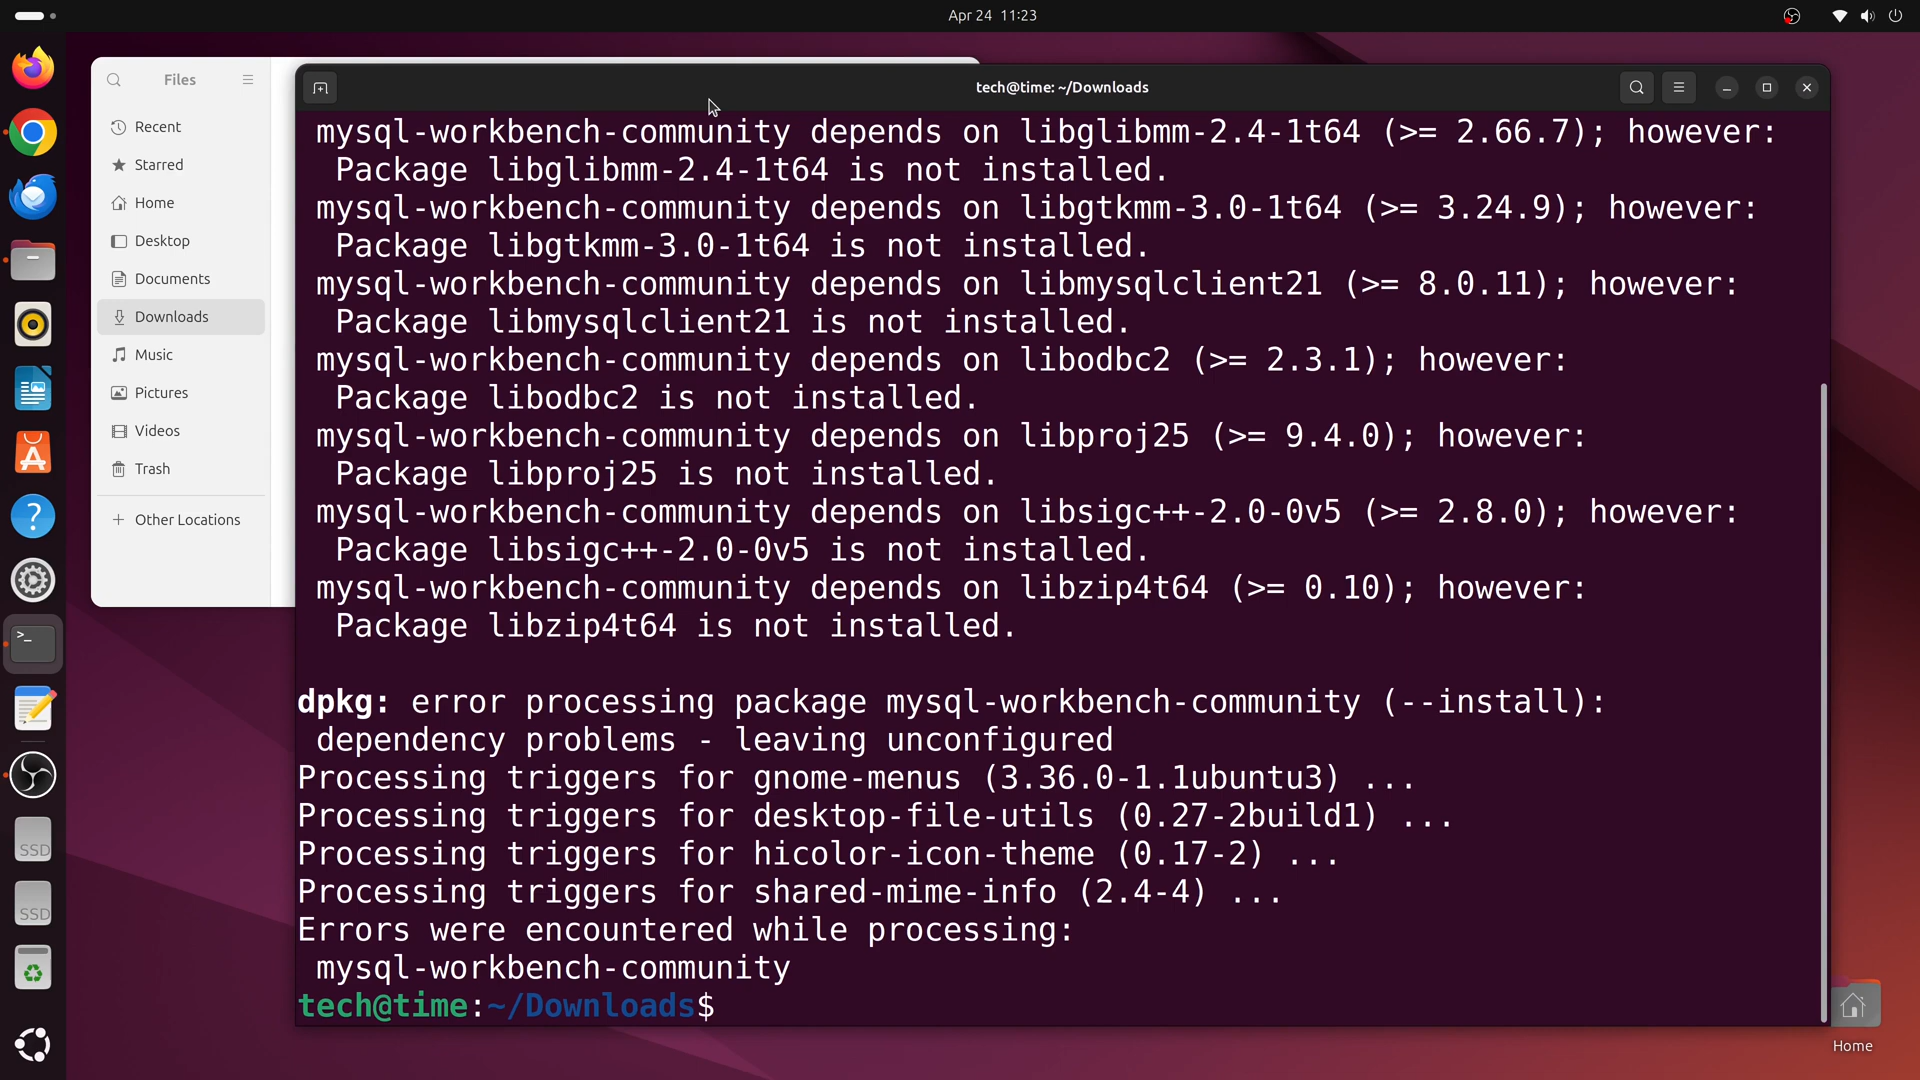 Apr 24 11:23
Files
Recent
Starred
Home
Desktop
Documents
Downloads
Music
Pictures
Videos
Trash
+ Other Locations
tech@time: ~/Downloads
mysql-workbench-community depends on libglibmm-2.4-1t64 (>= 2.66.7); however:
Package libglibmm-2.4-1t64 is not installed.
mysql-workbench-community depends on libgtkmm-3.0-1t64 (>= 3.24.9); however:
Package libgtkmm-3.0-1t64 is not installed.
mysql-workbench-community depends on libmysqlclient21 (>= 8.0.11); however:
Package libmysqlclient21 is not installed.
mysql-workbench-community depends on libodbc2 (>= 2.3.1); however:
Package libodbc2 is not installed.
mysql-workbench-community depends on libproj25 (>= 9.4.0); however:
Package libproj25 is not installed.
mysql-workbench-community depends on libsigc++-2.0-0v5 (>= 2.8.0); however:
Package libsigc++-2.0-0v5 is not installed.
mysql-workbench-community depends on libzip4t64 (>= 0.10); however:
Package libzip4t64 is not installed.
dpkg: error processing package mysql-workbench-community (--install):
dependency problems - leaving unconfigured
Processing triggers for gnome-menus (3.36.0-1.1ubuntu3) ...
Processing triggers for desktop-file-utils (0.27-2build1) ...
Processing triggers for hicolor-icon-theme (0.17-2) ...
Processing triggers for shared-mime-info (2.4-4) ...
Errors were encountered while processing:
mysql-workbench-community
tech@time:~/Downloads$
SSD
SSD
Home